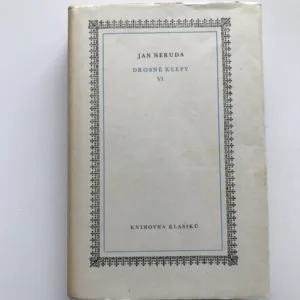 JAN NERUDA
DROBNÉ KLEPY
VI
KNIHOVNA KLASIKŮ